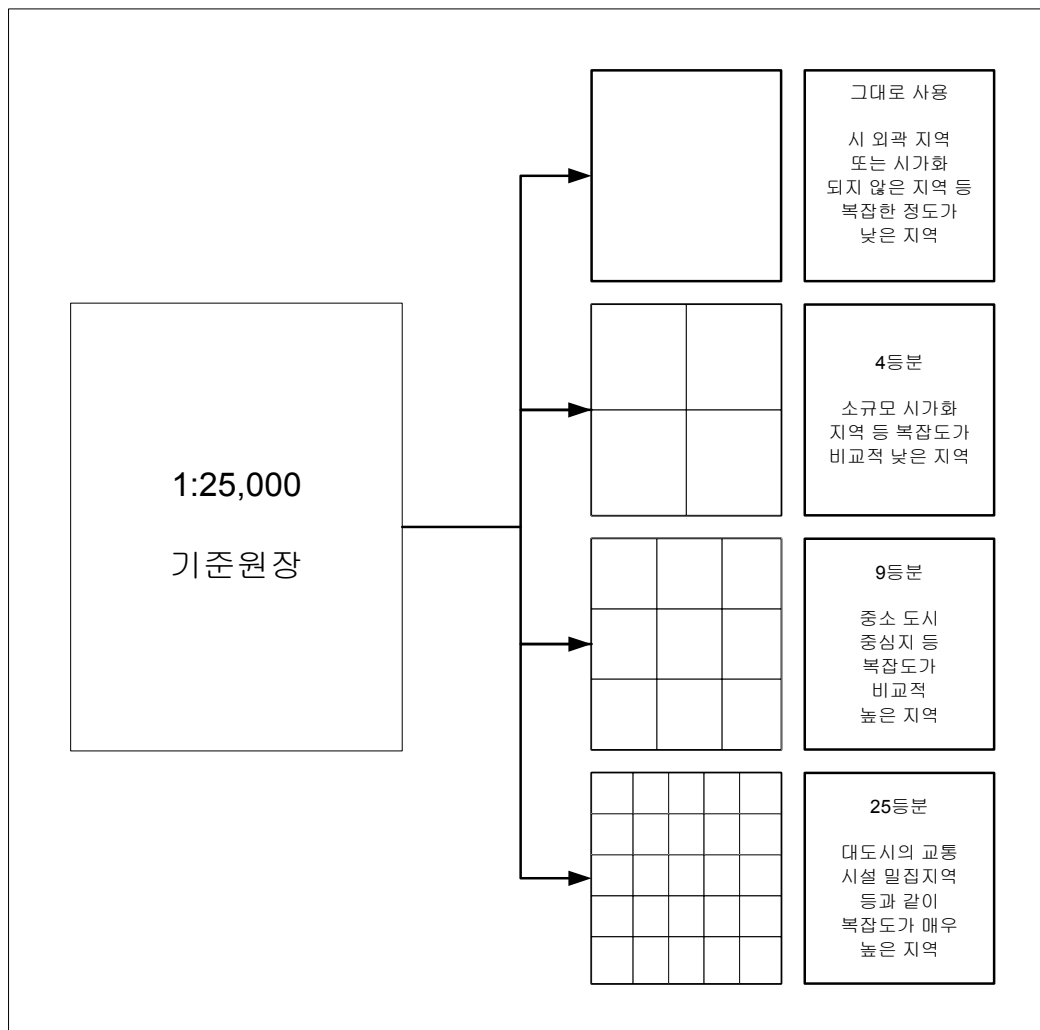 그대로 사용
시 외곽 지역
또는 시가화
되지 않은 지역 등
복잡한 정도가
낮은 지역
1:25,000
기준원장
4등분
소규모 시가화
지역 등 복잡도가
비교적 낮은 지역
9등분
중소 도시
중심지 등
복잡도가
비교적
높은 지역
25등분
대도시의 교통
시설 밀집지역
등과 같이
복잡도가 매우
높은 지역